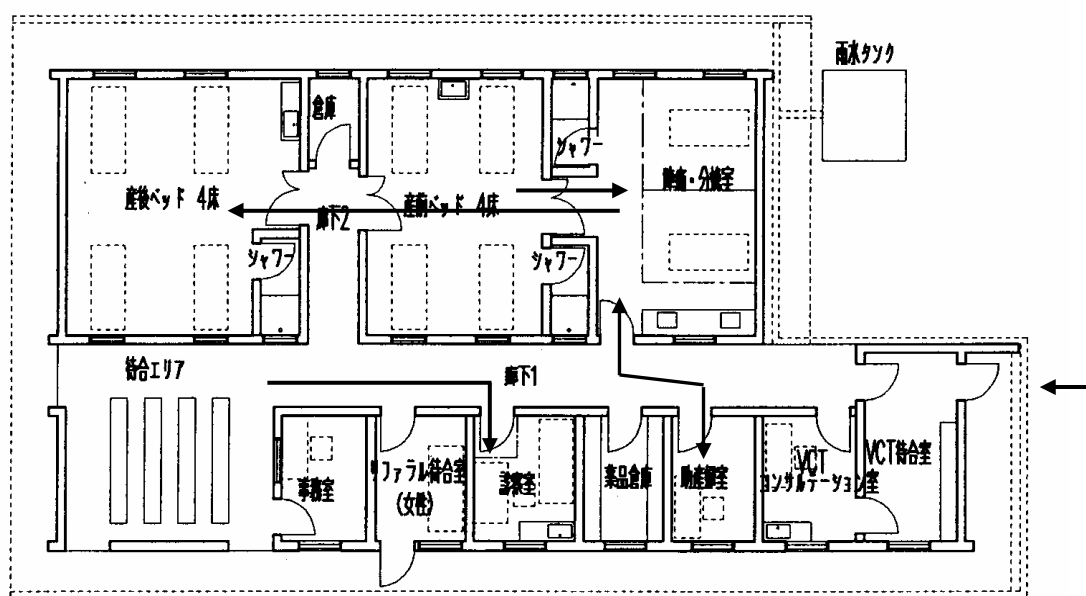 雨水タンク
倉庫
シャワー
陣痛・分娩室
産後ベッド 4床
産前ベッド 4床
廊下2
シャワー
シャワー
待合エリア
廊下1
事務室
リファラル待合室
(女性)
診察室
薬品倉庫
助産師室
VCT
コンサルテーション室
VCT待合室